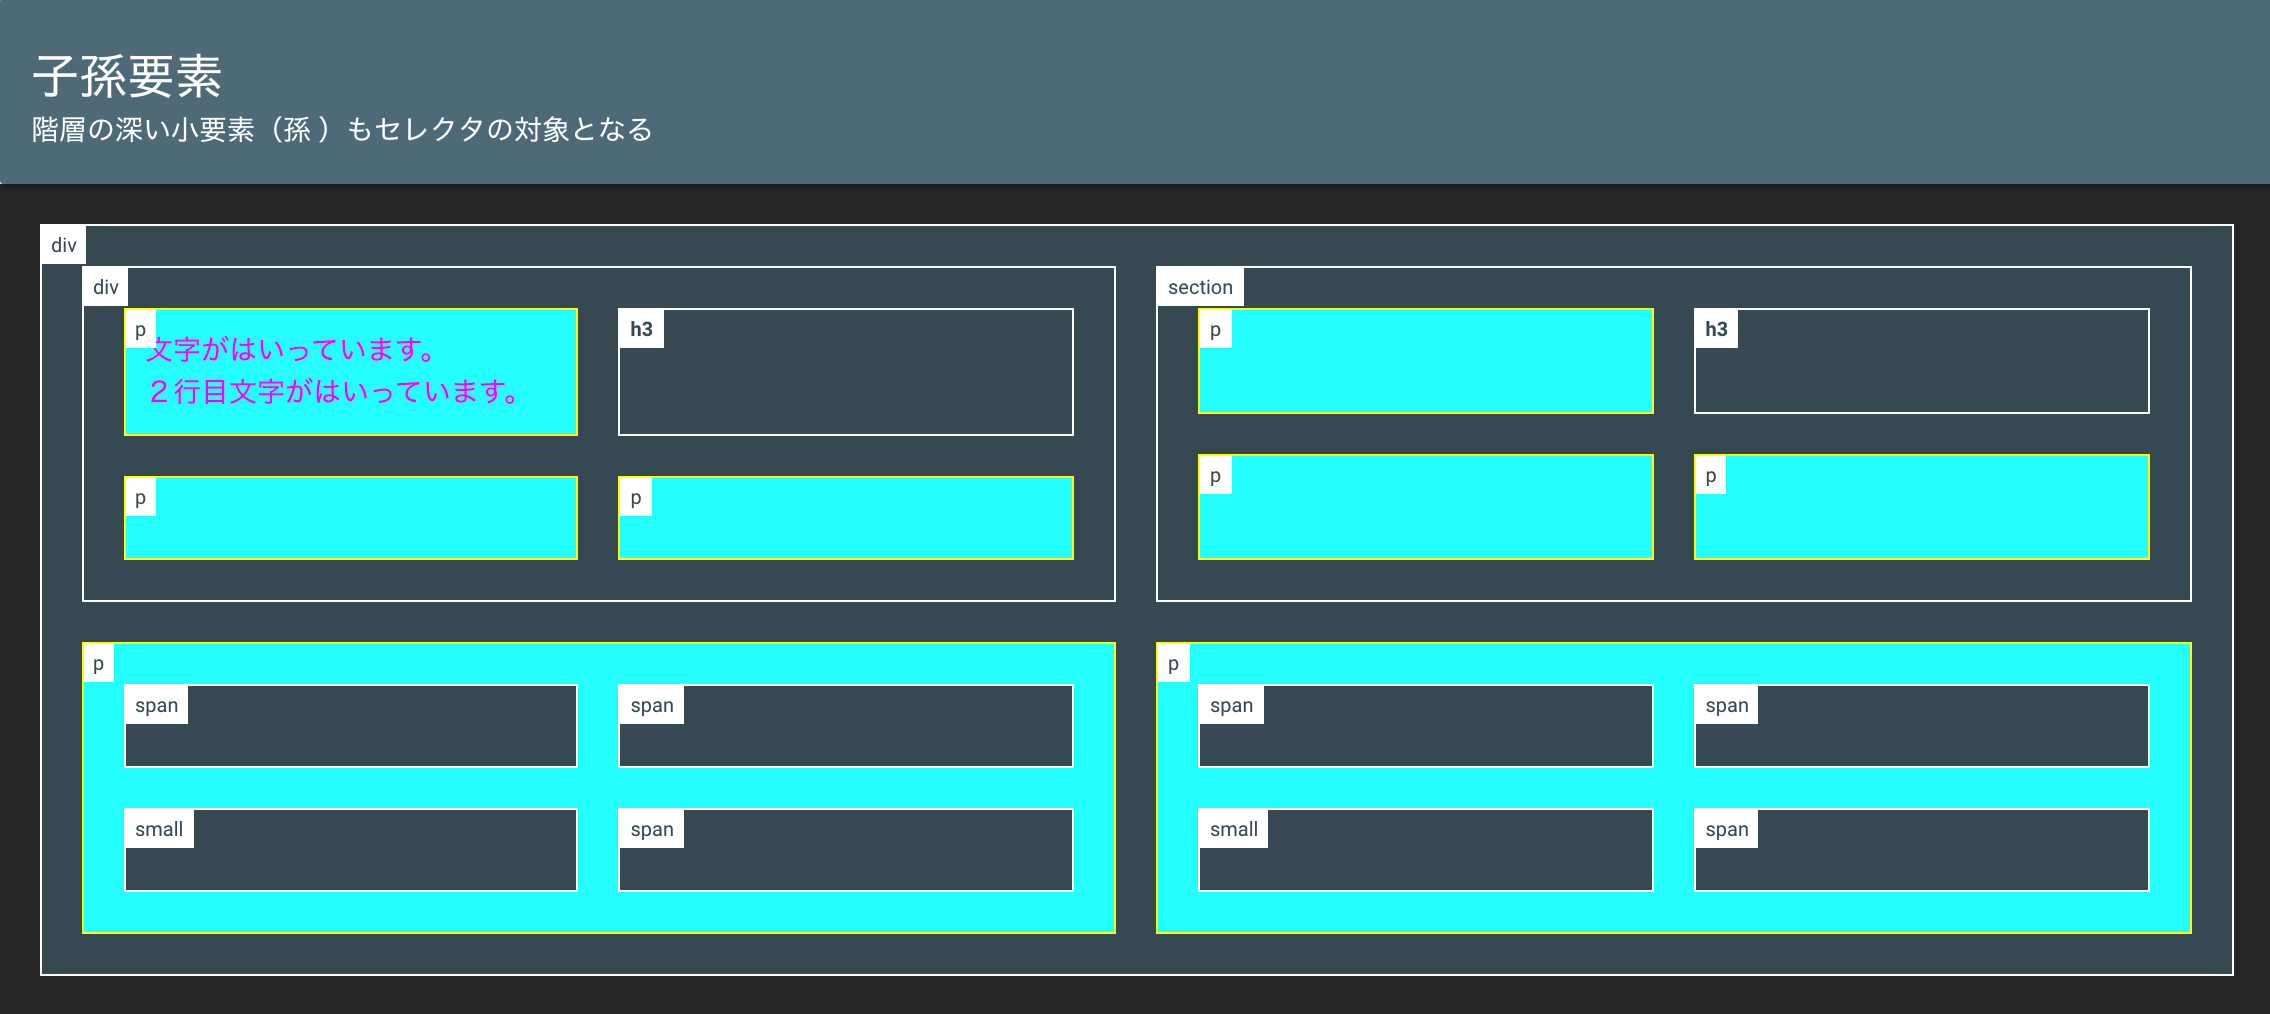 子孫要素
階層の深い小要素（孫 ）もセレクタの対象となる
div
div
p
文字がはいっています。
２行目文字がはいっています。
h3
p
p
section
p
h3
p
p
p
span
span
small
span
p
span
span
small
span